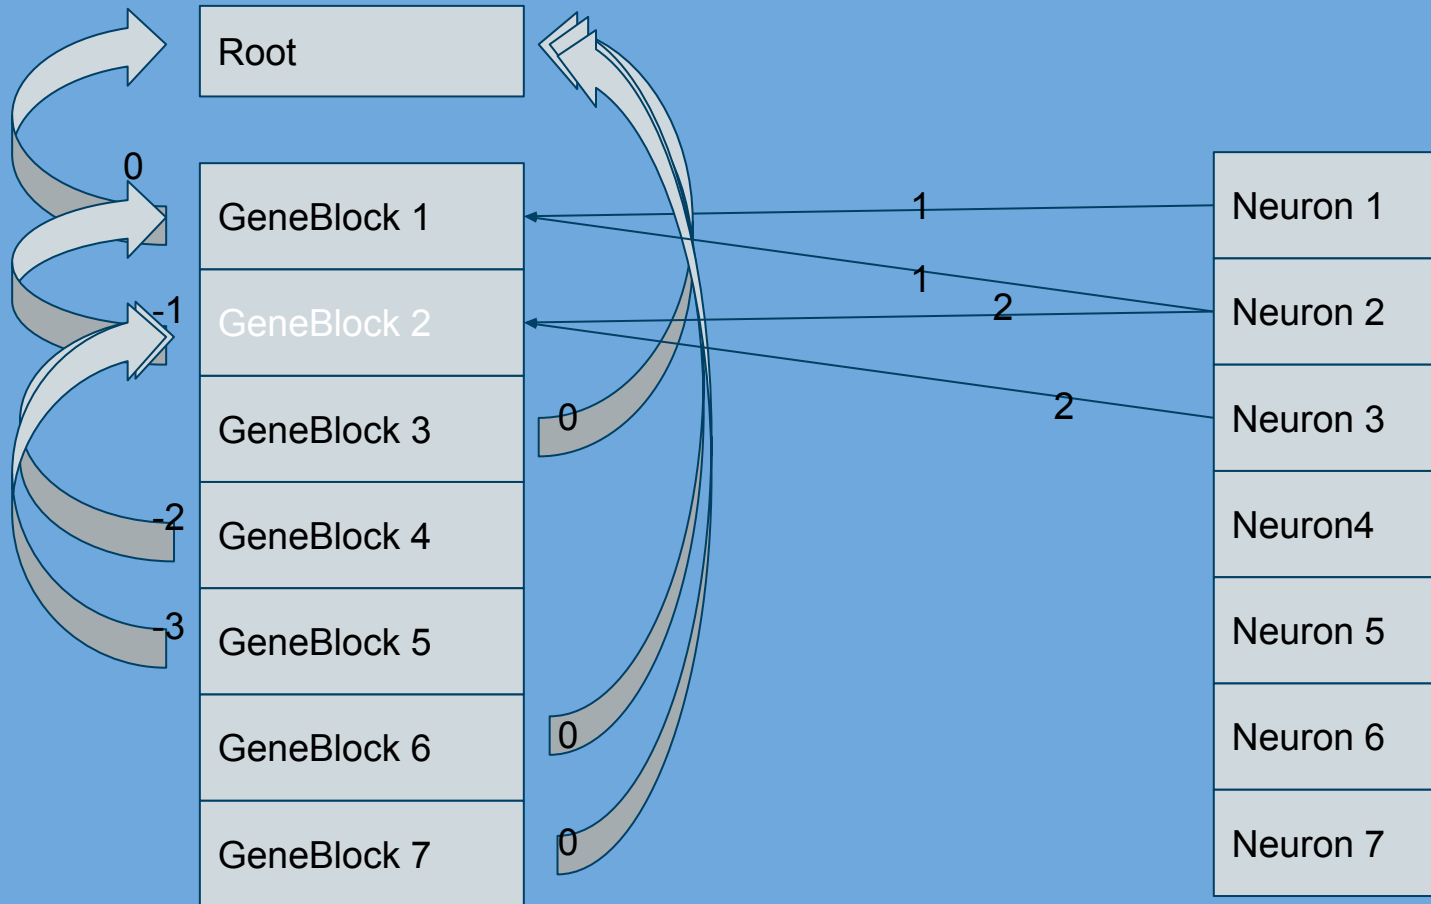 Root
0
GeneBlock 1
1
Neuron 1
-1
GeneBlock 2
1
2
Neuron 2
GeneBlock 3
0
2
Neuron 3
-2
GeneBlock 4
Neuron4
-3
GeneBlock 5
Neuron 5
GeneBlock 6
0
Neuron 6
GeneBlock 7
0
Neuron 7